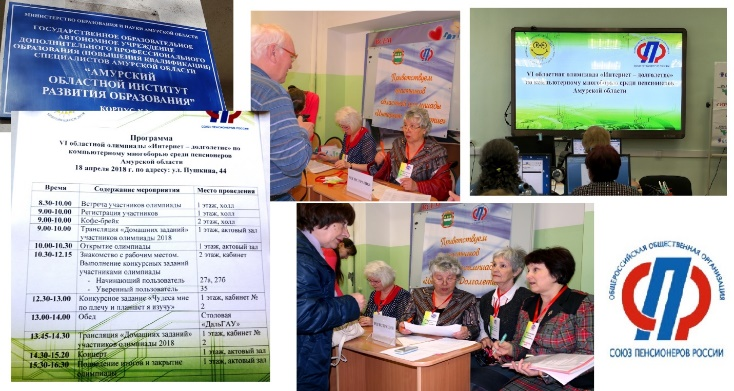 МИНИСТЕРСТВО ОБРАЗОВАНИЯ И НАУКИ АМУРСКОЙ ОБЛАСТИ
ГОСУДАРСТВЕННОЕ ОБРАЗОВАТЕЛЬНОЕ
АВТОНОМНОЕ УЧРЕЖДЕНИЕ
ДОПОЛНИТЕЛЬНОГО ПРОФЕССИОНАЛЬНОГО
ОБРАЗОВАНИЯ (ПОВЫШЕНИЯ КВАЛИФИКАЦИИ)
СПЕЦИАЛИСТОВ АМУРСКОЙ ОБЛАСТИ
"АМУРСКИЙ
ОБЛАСТНОЙ ИНСТИТУТ
РАЗВИТИЯ ОБРАЗОВАНИЯ"
КОРПУС
СОЮЗ ПЕНСИОНЕРОВ РОССИИ
Программа
VI областной олимпиады «Интернет – долголетие» по
компьютерному многоборью среди пенсионеров
Амурской области
18 апреля 2018 г, по адресу: ул. Пушкина, 44
Время Содержание мероприятия Место проведения
8.30-10.00 Встреча участников олимпиады 1 этаж, холл
9.00-10.00 Регистрация участников 1 этаж, холл
9.00-10.00 Кофе-брейк 2 этаж, холл
9.00-10.00 Трансляция «Домашних заданий» участников олимпиады 2018 1 этаж, актовый зал
10.00-10.30 Открытие олимпиады 1 этаж, актовый зал
10.30-12.15 Знакомство с рабочим местом. 2 этаж, кабинет
Выполнение конкурсных заданий
участниками олимпиады
- Начинающий пользователь 27а, 27б
- Уверенный пользователь 35
12.30-13.00 Конкурсное задание «Чудеса мне по плечу и планшет я изучу» 1 этаж, кабинет № 2
13.00-14.00 Обед Столовая «ДальГАУ»
13.45-14.30 Трансляция «Домашних заданий» участников олимпиады 2018 1 этаж, кабинет № 2
14.30-15.20 Концерт 1 этаж, актовый зал
15.30-16.30 Подведение итогов и закрытие олимпиады 1 этаж, актовый зал
Приветствуем
участников
олимпиады
VI областная олимпиада «Интернет – долголетие»
по компьютерному многоборью среди пенсионеров
Амурской области
Приветствуем
ОБЩЕРОССИЙСКАЯ ОБЩЕСТВЕННАЯ ОРГАНИЗАЦИЯ
СОЮЗ ПЕНСИОНЕРОВ РОССИИ